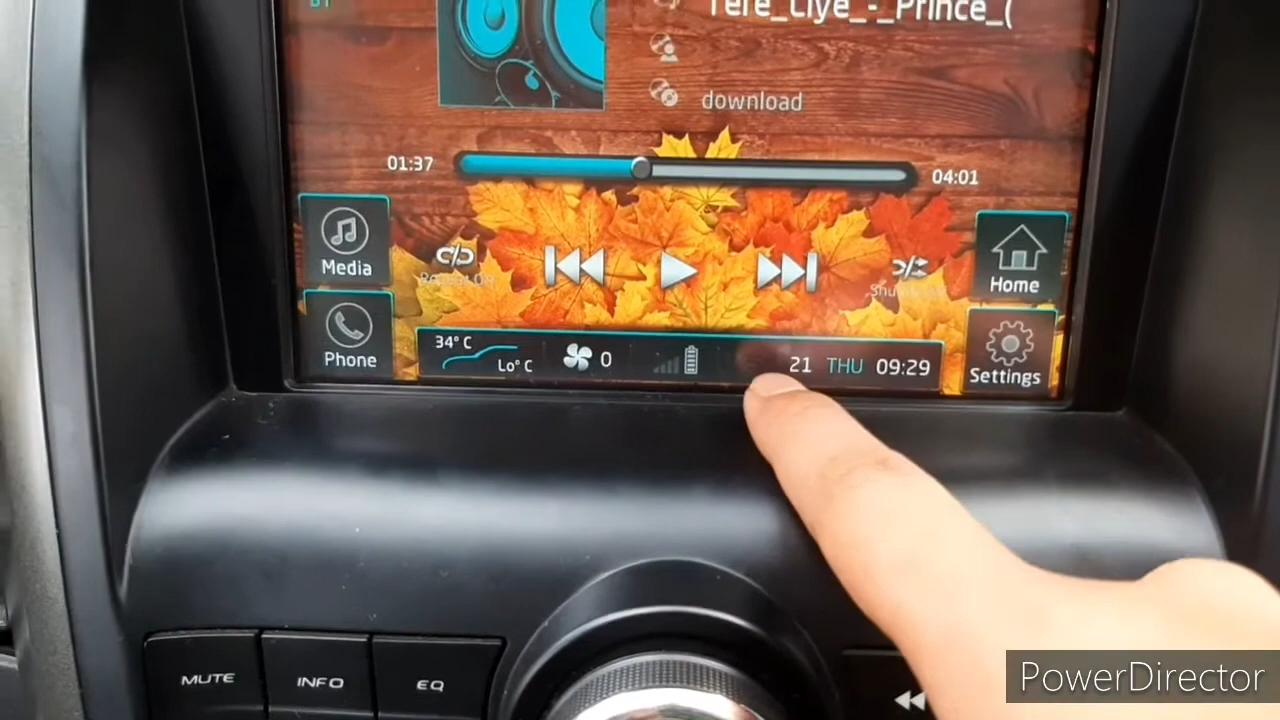 BT
Tere_Liye_-_Prince_(
download
01:37
04:01
Media
Home
Phone
34° C
Lo° C
0
21 THU 09:29
Settings
MUTE
INFO
EQ
PowerDirector